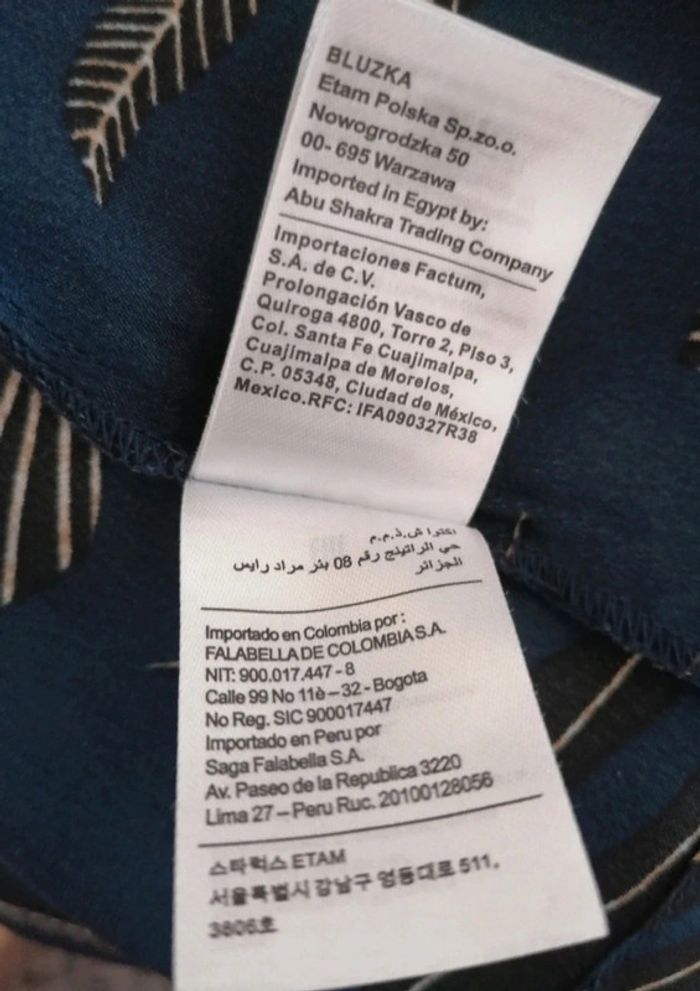 BLUZKA
Etam Polska Sp.zo.o.
Nowogrodzka 50
00- 695 Warzawa
Imported in Egypt by:
Abu Shakra Trading Company
Importaciones Factum,
S.A. de C.V.
Prolongación Vasco de
Quiroga 4800, Torre 2, Piso 3,
Col. Santa Fe Cuajimalpa,
Cuajimalpa de Morelos,
C.P. 05348, Ciudad de México,
Mexico.RFC: IFA090327R38
ش.ذ.م.م
حي الراتينج رقم 08 بئر مراد رايس
الجزائر
Importado en Colombia por :
FALABELLA DE COLOMBIA S.A.
NIT: 900.017.447 - 8
Calle 99 No 11è – 32 - Bogota
No Reg. SIC 900017447
Importado en Peru por
Saga Falabella S.A.
Av. Paseo de la Republica 3220
Lima 27 – Peru Ruc. 20100128056
스타럭스 ETAM
서울특별시 강남구 영동대로 511,
3806호